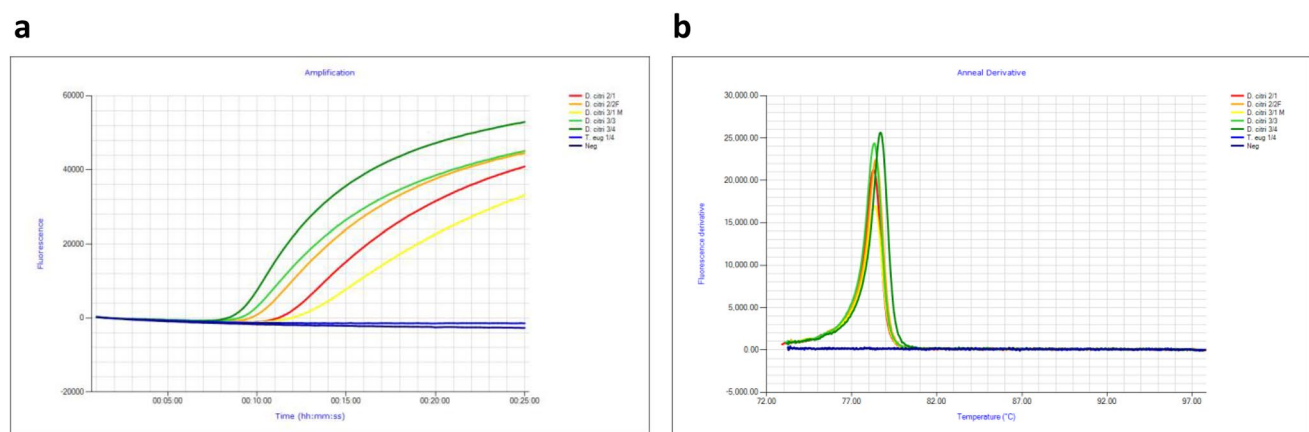 a
b
Amplification
60000
40000
20000
0
-20000
Fluorescence
00:05:00
00:10:00
00:15:00
00:20:00
00:25:00
Time (hh:mm:ss)
D. citri 2/1
D. citri 2/2F
D. citri 3/1 M
D. citri 3/3
D. citri 3/4
T. eug 1/4
Neg
Anneal Derivative
30.000.00
25.000.00
20.000.00
15.000.00
10.000.00
5.000.00
0.00
-5.000.00
Fluorescence derivative
72.00
77.00
82.00
87.00
92.00
97.00
Temperature (°C)
D. citri 2/1
D. citri 2/2F
D. citri 3/1 M
D. citri 3/3
D. citri 3/4
T. eug 1/4
Neg